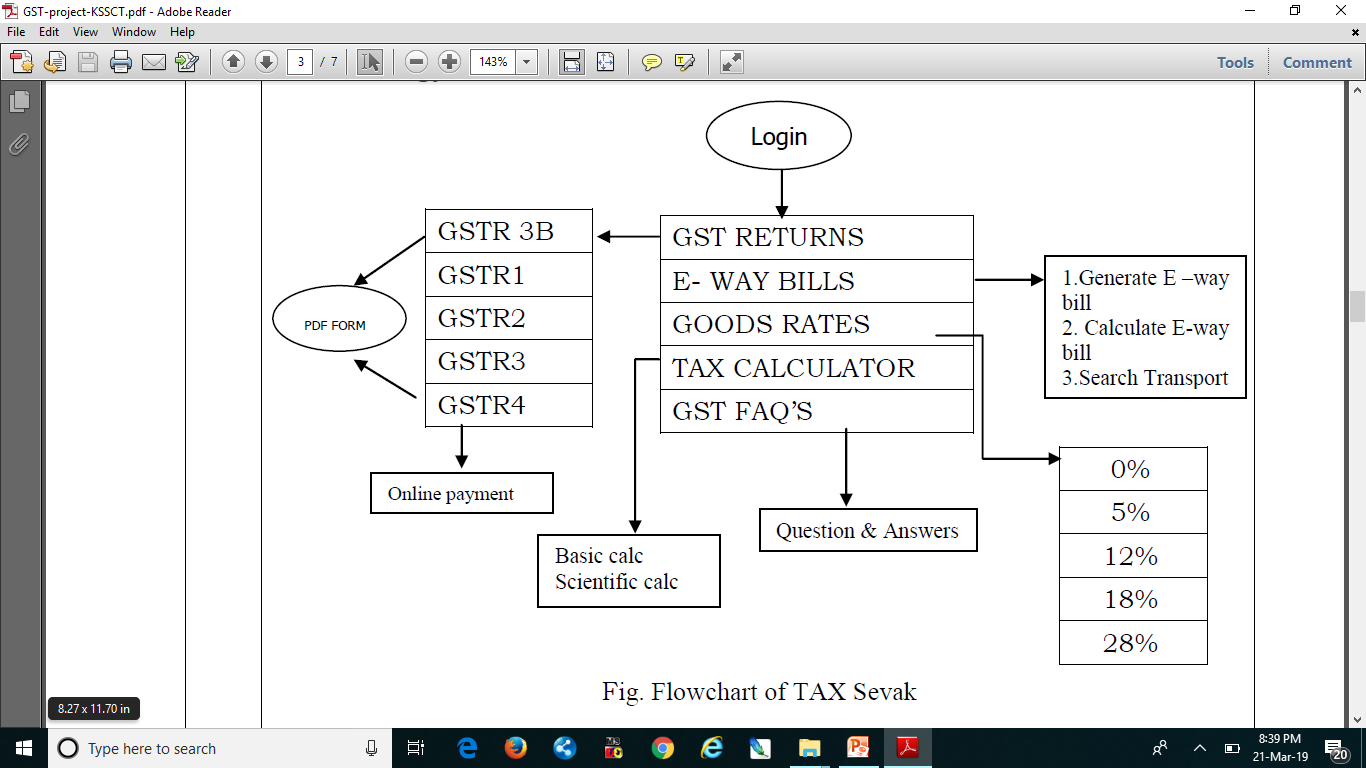 GST-project-KSSCT.pdf - Adobe Reader
File Edit View Window Help
3 / 7
143%
Tools
Comment
Login
GSTR 3B
GSTR1
GSTR2
GSTR3
GSTR4
PDF FORM
Online payment
GST RETURNS
E- WAY BILLS
GOODS RATES
TAX CALCULATOR
GST FAQ'S
1.Generate E –way
bill
2. Calculate E-way
bill
3.Search Transport
Basic calc
Scientific calc
Question & Answers
0%
5%
12%
18%
28%
Fig. Flowchart of TAX Sevak
8.27 x 11.70 in
Type here to search
8:39 PM
21-Mar-19
20